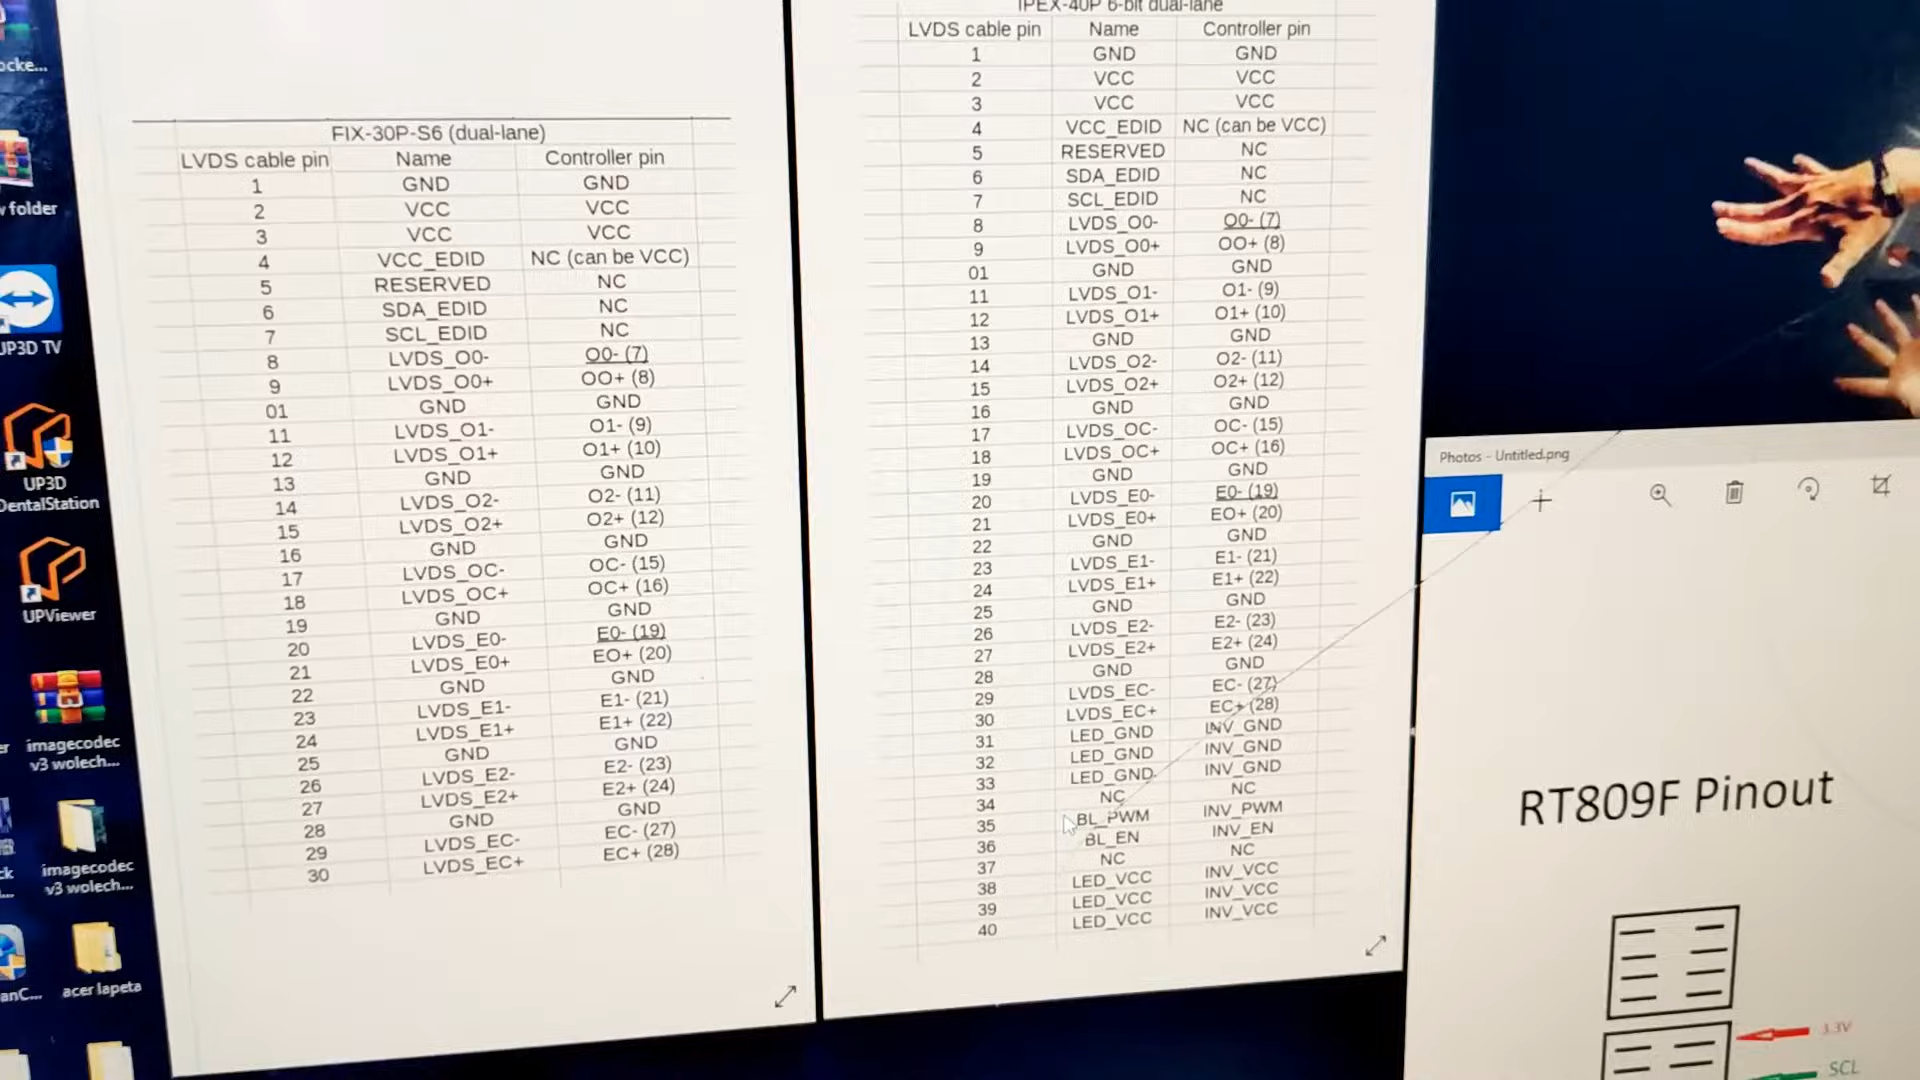 ocke...
v folder
UP3D TV
UP3D
DentalStation
UPViewer
imagecodec
v3 wolech...
imagecodec
v3 wolech...
acer lapeta
anC...
FIX-30P-S6 (dual-lane)
LVDS cable pin Name Controller pin
1 GND GND
2 VCC VCC
3 VCC VCC
4 VCC_EDID NC (can be VCC)
5 RESERVED NC
6 SDA_EDID NC
7 SCL_EDID NC
8 LVDS_O0- O0- (7)
9 LVDS_O0+ OO+ (8)
01 GND GND
11 LVDS_O1- O1- (9)
12 LVDS_O1+ O1+ (10)
13 GND GND
14 LVDS_O2- O2- (11)
15 LVDS_O2+ O2+ (12)
16 GND GND
17 LVDS_OC- OC- (15)
18 LVDS_OC+ OC+ (16)
19 GND GND
20 LVDS_E0- E0- (19)
21 LVDS_E0+ EO+ (20)
22 GND GND
23 LVDS_E1- E1- (21)
24 LVDS_E1+ E1+ (22)
25 GND GND
26 LVDS_E2- E2- (23)
27 LVDS_E2+ E2+ (24)
28 GND GND
29 LVDS_EC- EC- (27)
30 LVDS_EC+ EC+ (28)
IPEX-40P 6-bit dual-lane
LVDS cable pin Name Controller pin
1 GND GND
2 VCC VCC
3 VCC VCC
4 VCC_EDID NC (can be VCC)
5 RESERVED NC
6 SDA_EDID NC
7 SCL_EDID NC
8 LVDS_O0- O0- (7)
9 LVDS_O0+ OO+ (8)
01 GND GND
11 LVDS_O1- O1- (9)
12 LVDS_O1+ O1+ (10)
13 GND GND
14 LVDS_O2- O2- (11)
15 LVDS_O2+ O2+ (12)
16 GND GND
17 LVDS_OC- OC- (15)
18 LVDS_OC+ OC+ (16)
19 GND GND
20 LVDS_E0- E0- (19)
21 LVDS_E0+ EO+ (20)
22 GND GND
23 LVDS_E1- E1- (21)
24 LVDS_E1+ E1+ (22)
25 GND GND
26 LVDS_E2- E2- (23)
27 LVDS_E2+ E2+ (24)
28 GND GND
29 LVDS_EC- EC- (27)
30 LVDS_EC+ EC+ (28)
31 LED_GND INV_GND
32 LED_GND INV_GND
33 LED_GND INV_GND
34 NC NC
35 BL_PWM INV_PWM
36 BL_EN INV_EN
37 NC NC
38 LED_VCC INV_VCC
39 LED_VCC INV_VCC
40 LED_VCC INV_VCC
Photos - Untitled.png
RT809F Pinout
3.3V
SCL